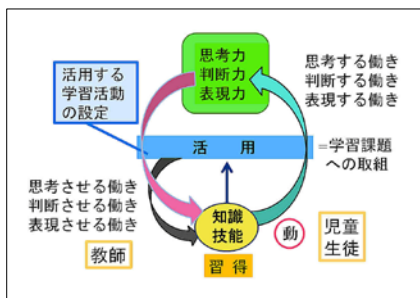 思考力
判断力
表現力
活用する
学習活動
の設定
思考する働き
判断する働き
表現する働き
活　用
＝学習課題
への取組
思考させる働き
判断させる働き
表現させる働き
知識
技能
動
児童
生徒
教師
習 得